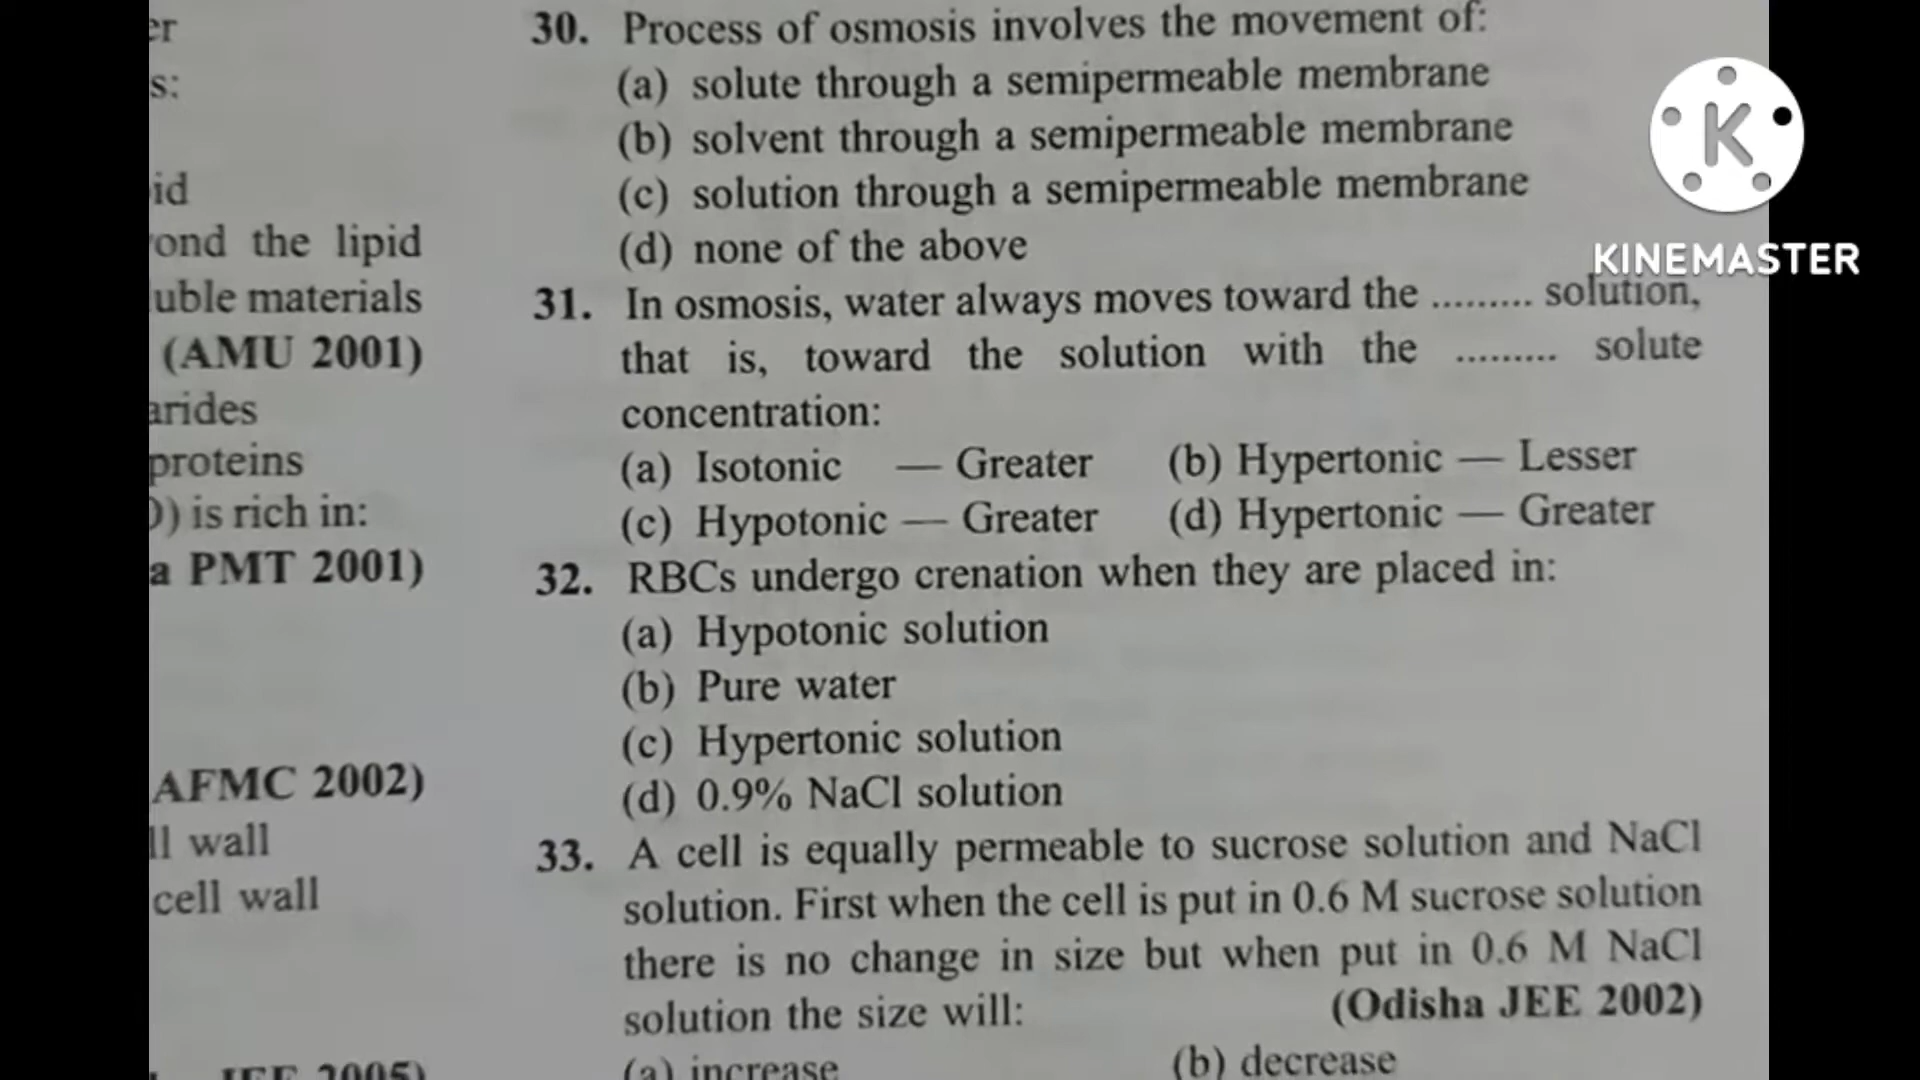 er
s:
id
ond the lipid
uble materials
(AMU 2001)
arides
proteins
) is rich in:
a PMT 2001)
AFMC 2002)
ll wall
cell wall
JEE 2005)
30. Process of osmosis involves the movement of:
(a) solute through a semipermeable membrane
(b) solvent through a semipermeable membrane
(c) solution through a semipermeable membrane
(d) none of the above
31. In osmosis, water always moves toward the ......... solution,
that is, toward the solution with the ......... solute
concentration:
(a) Isotonic — Greater (b) Hypertonic — Lesser
(c) Hypotonic — Greater (d) Hypertonic — Greater
32. RBCs undergo crenation when they are placed in:
(a) Hypotonic solution
(b) Pure water
(c) Hypertonic solution
(d) 0.9% NaCl solution
33. A cell is equally permeable to sucrose solution and NaCl
solution. First when the cell is put in 0.6 M sucrose solution
there is no change in size but when put in 0.6 M NaCl
solution the size will: (Odisha JEE 2002)
(a) increase (b) decrease
K
KINEMASTER